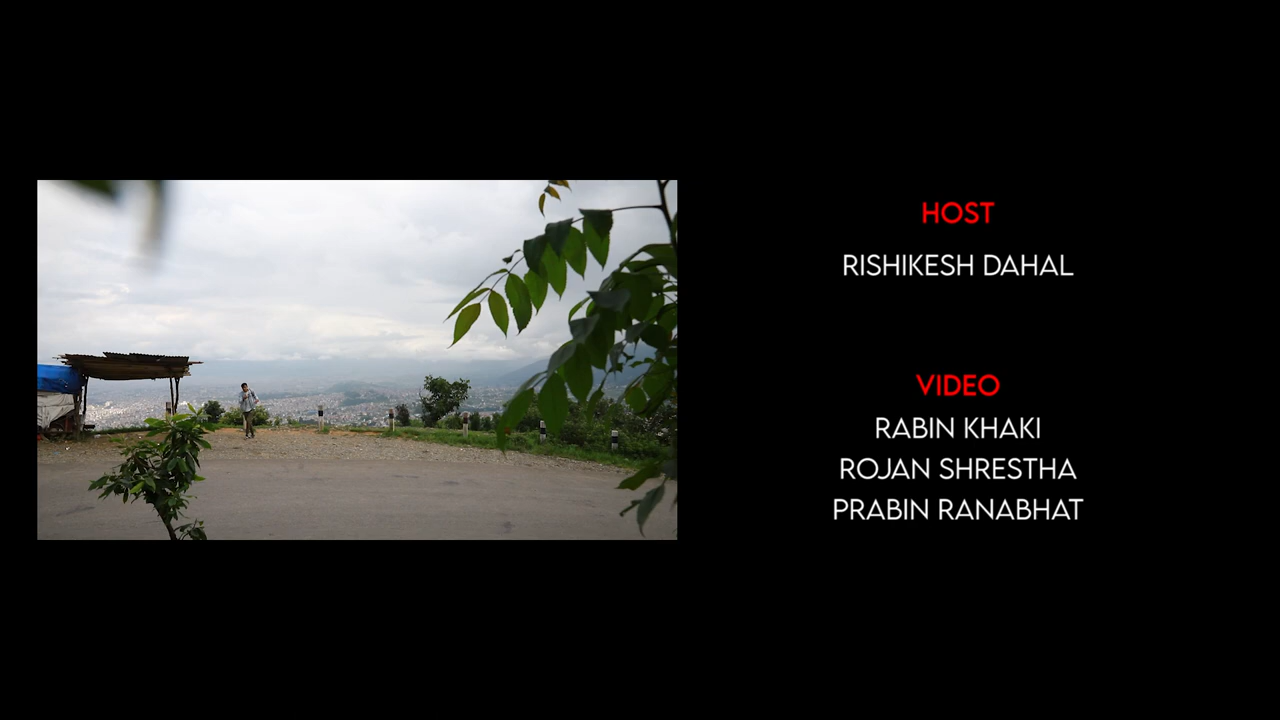 HOST
RISHIKESH DAHAL
VIDEO
RABIN KHAKI
ROJAN SHRESTHA
PRABIN RANABHAT